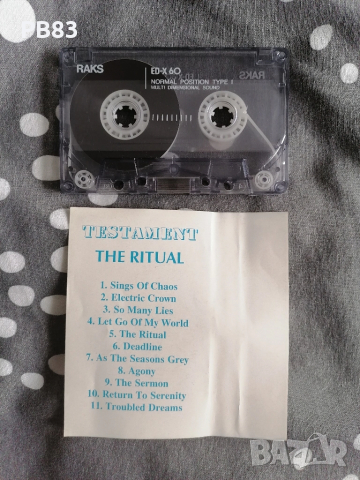 PB83
RAKS
ED-X 60
NORMAL POSITION TYPE I
MULTI DIMENSIONAL SOUND
RAKS
TESTAMENT
THE RITUAL
1. Sings Of Chaos
2. Electric Crown
3. So Many Lies
4. Let Go Of My World
5. The Ritual
6. Deadline
7. As The Seasons Grey
8. Agony
9. The Sermon
10. Return To Serenity
11. Troubled Dreams
bazar